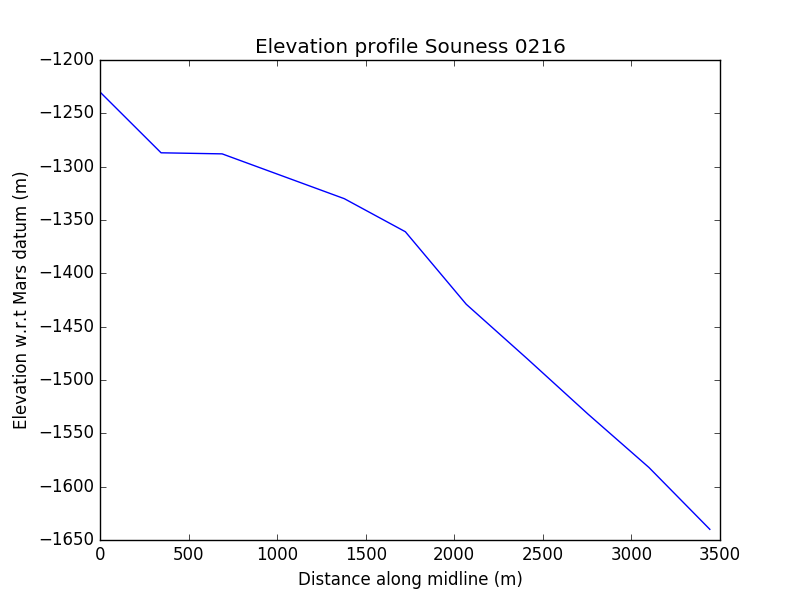 Elevation profile Souness 0216
Elevation w.r.t Mars datum (m)
−1200
−1250
−1300
−1350
−1400
−1450
−1500
−1550
−1600
−1650
0 500 1000 1500 2000 2500 3000 3500
Distance along midline (m)